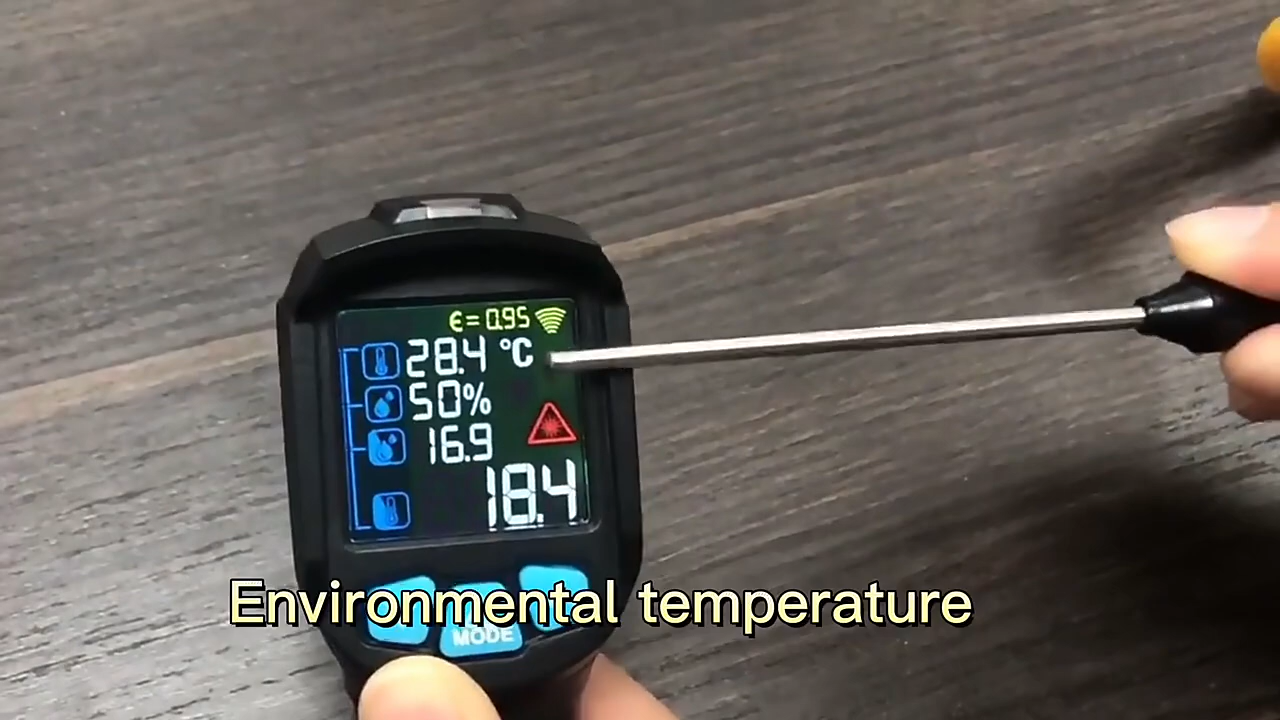 ϵ = 0.95
28.4 °C
50%
16.9
18.4
MODE
Environmental temperature